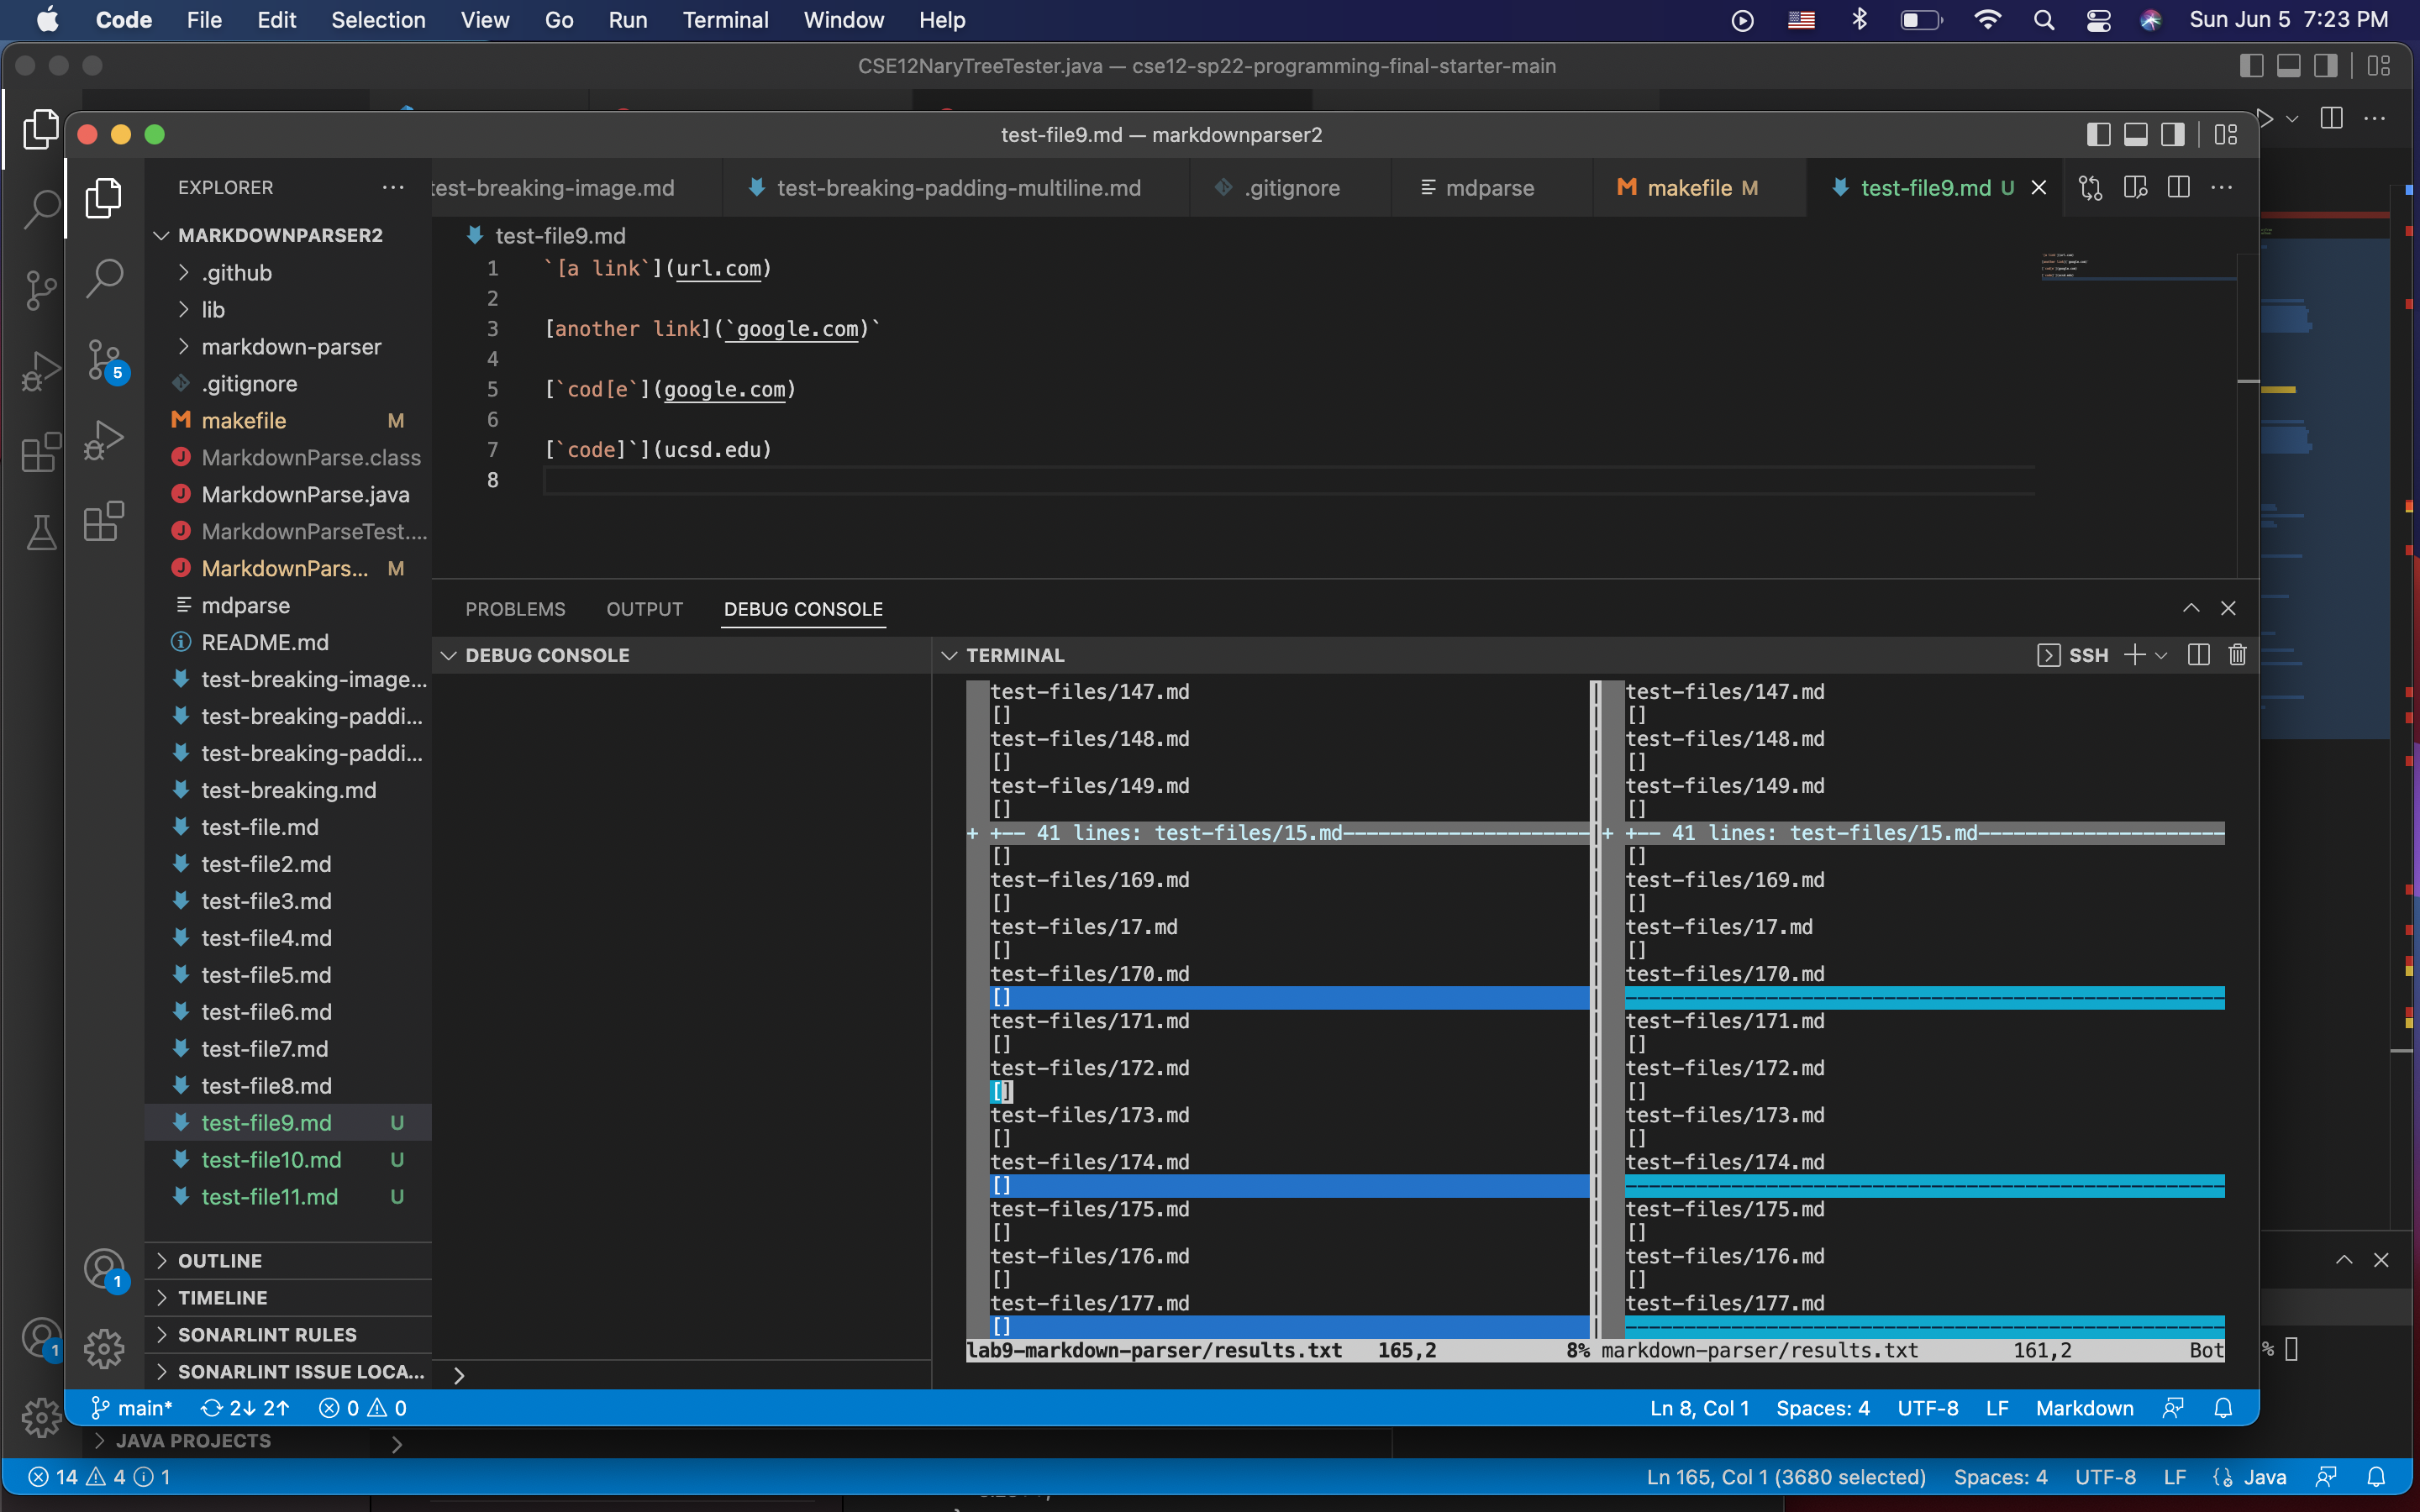 Code File Edit Selection View Go Run Terminal Window Help Sun Jun 5 7:23 PM
CSE12NaryTreeTester.java — cse12-sp22-programming-final-starter-main
test-file9.md — markdownparser2
EXPLORER
test-breaking-image.md test-breaking-padding-multiline.md .gitignore mdparse makefile M test-file9.md U
MARKDOWNPARSER2
.github
lib
markdown-parser
.gitignore
makefile M
MarkdownParse.class
MarkdownParse.java
MarkdownParseTest....
MarkdownPars... M
mdparse
README.md
test-breaking-image...
test-breaking-paddi...
test-breaking-paddi...
test-breaking.md
test-file.md
test-file2.md
test-file3.md
test-file4.md
test-file5.md
test-file6.md
test-file7.md
test-file8.md
test-file9.md U
test-file10.md U
test-file11.md U
OUTLINE
TIMELINE
SONARLINT RULES
SONARLINT ISSUE LOCA...
5
1
1
test-file9.md
1 `[a link`](url.com)
2
3 [another link](`google.com)`
4
5 [`cod[e`](google.com)
6
7 [`code]`](ucsd.edu)
8
PROBLEMS OUTPUT DEBUG CONSOLE
DEBUG CONSOLE
TERMINAL SSH
test-files/147.md test-files/147.md
[] []
test-files/148.md test-files/148.md
[] []
test-files/149.md test-files/149.md
[] []
+ +-- 41 lines: test-files/15.md--------------------- + +-- 41 lines: test-files/15.md---------------------
[] []
test-files/169.md test-files/169.md
[] []
test-files/17.md test-files/17.md
[] []
test-files/170.md test-files/170.md
[] ---------------------------------------------------
test-files/171.md test-files/171.md
[] []
test-files/172.md test-files/172.md
[] []
test-files/173.md test-files/173.md
[] []
test-files/174.md test-files/174.md
[] ---------------------------------------------------
test-files/175.md test-files/175.md
[] []
test-files/176.md test-files/176.md
[] []
test-files/177.md test-files/177.md
[] ---------------------------------------------------
lab9-markdown-parser/results.txt 165,2 8% markdown-parser/results.txt 161,2 Bot
%
main* 2↓ 2↑ 0 0 Ln 8, Col 1 Spaces: 4 UTF-8 LF Markdown
JAVA PROJECTS
14 4 1 Ln 165, Col 1 (3680 selected) Spaces: 4 UTF-8 LF Java